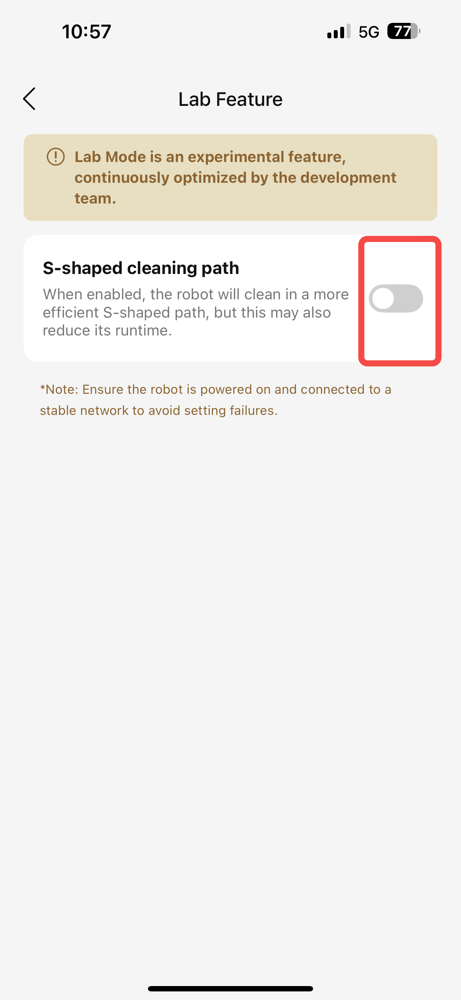 10:57
5G 77
Lab Feature
Lab Mode is an experimental feature,
continuously optimized by the development
team.
S-shaped cleaning path
When enabled, the robot will clean in a more
efficient S-shaped path, but this may also
reduce its runtime.
*Note: Ensure the robot is powered on and connected to a
stable network to avoid setting failures.